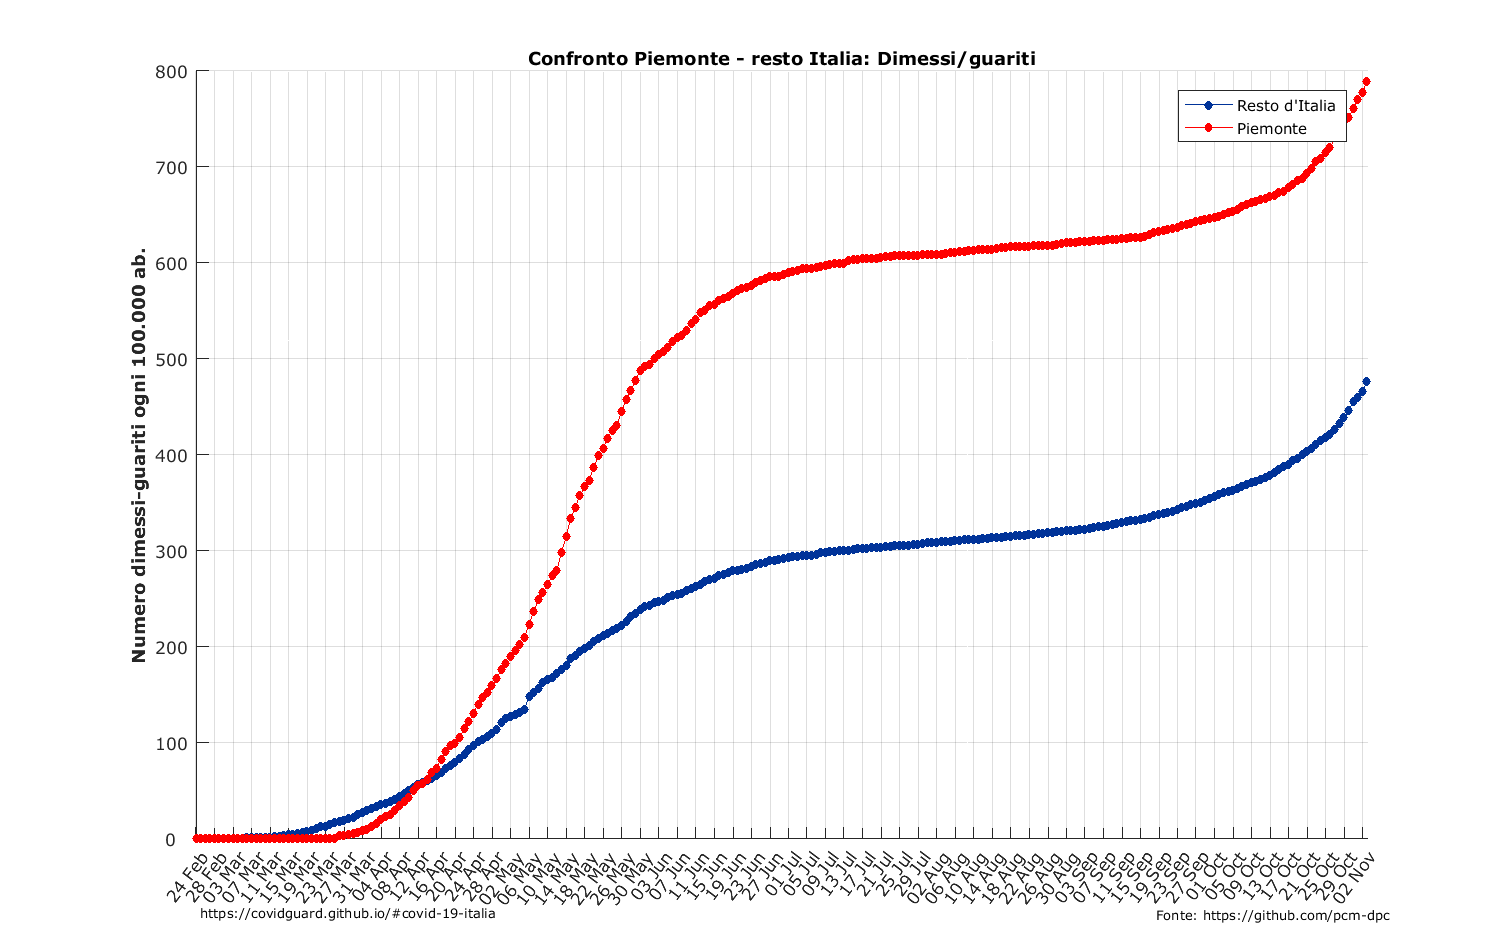 Confronto Piemonte - resto Italia: Dimessi/guariti
Numero dimessi-guariti ogni 100.000 ab.
800
700
600
500
400
300
200
100
0
Resto d'Italia
Piemonte
24 Feb
28 Feb
03 Mar
07 Mar
11 Mar
15 Mar
19 Mar
23 Mar
27 Mar
31 Mar
04 Apr
08 Apr
12 Apr
16 Apr
20 Apr
24 Apr
28 Apr
02 May
06 May
10 May
14 May
18 May
22 May
26 May
30 May
03 Jun
07 Jun
11 Jun
15 Jun
19 Jun
23 Jun
27 Jun
01 Jul
05 Jul
09 Jul
13 Jul
17 Jul
21 Jul
25 Jul
29 Jul
02 Aug
06 Aug
10 Aug
14 Aug
18 Aug
22 Aug
26 Aug
30 Aug
03 Sep
07 Sep
11 Sep
15 Sep
19 Sep
23 Sep
27 Sep
01 Oct
05 Oct
09 Oct
13 Oct
17 Oct
21 Oct
25 Oct
29 Oct
02 Nov
https://covidguard.github.io/#covid-19-italia
Fonte: https://github.com/pcm-dpc